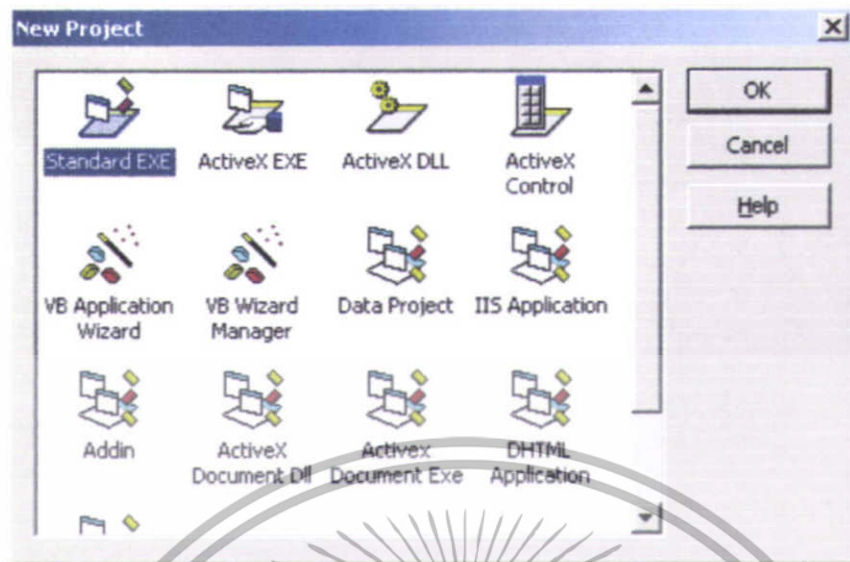 New Project
Standard EXE
ActiveX EXE
ActiveX DLL
ActiveX
Control
VB Application
Wizard
VB Wizard
Manager
Data Project
IIS Application
Addin
ActiveX
Document Dll
Activex
Document Exe
DHTML
Application
OK
Cancel
Help